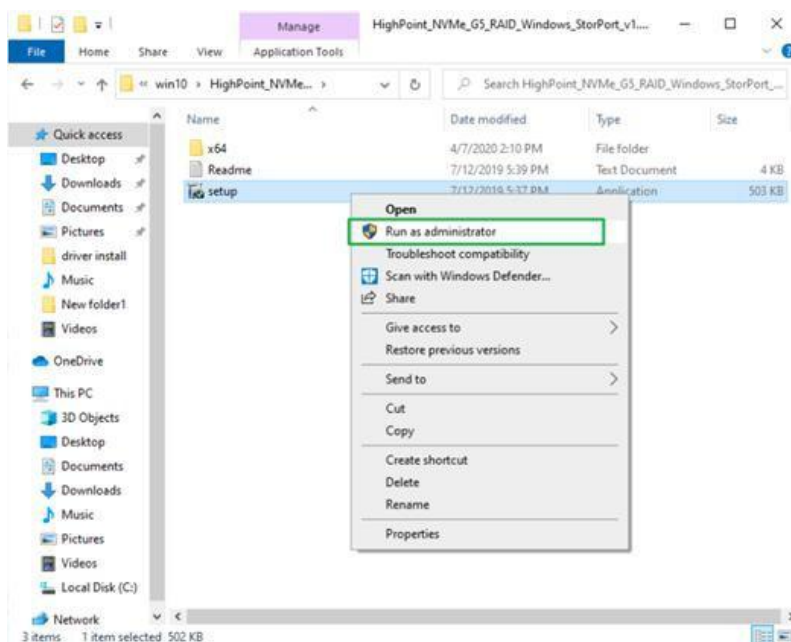 Manage HighPoint_NVMe_G5_RAID_Windows_StorPort_v1....
File Home Share View Application Tools
« win10 › HighPoint_NVMe... › Search HighPoint_NVMe_G5_RAID_Windows_StorPort_...
Name Date modified Type Size
Quick access
Desktop
Downloads
Documents
Pictures
driver install
Music
New folder1
Videos
OneDrive
This PC
3D Objects
Desktop
Documents
Downloads
Music
Pictures
Videos
Local Disk (C:)
Network
x64 4/7/2020 2:10 PM File folder
Readme 7/12/2019 5:39 PM Text Document 4 KB
setup 7/12/2019 5:37 PM Application 503 KB
Open
Run as administrator
Troubleshoot compatibility
Scan with Windows Defender...
Share
Give access to
Restore previous versions
Send to
Cut
Copy
Create shortcut
Delete
Rename
Properties
3 items 1 item selected 502 KB